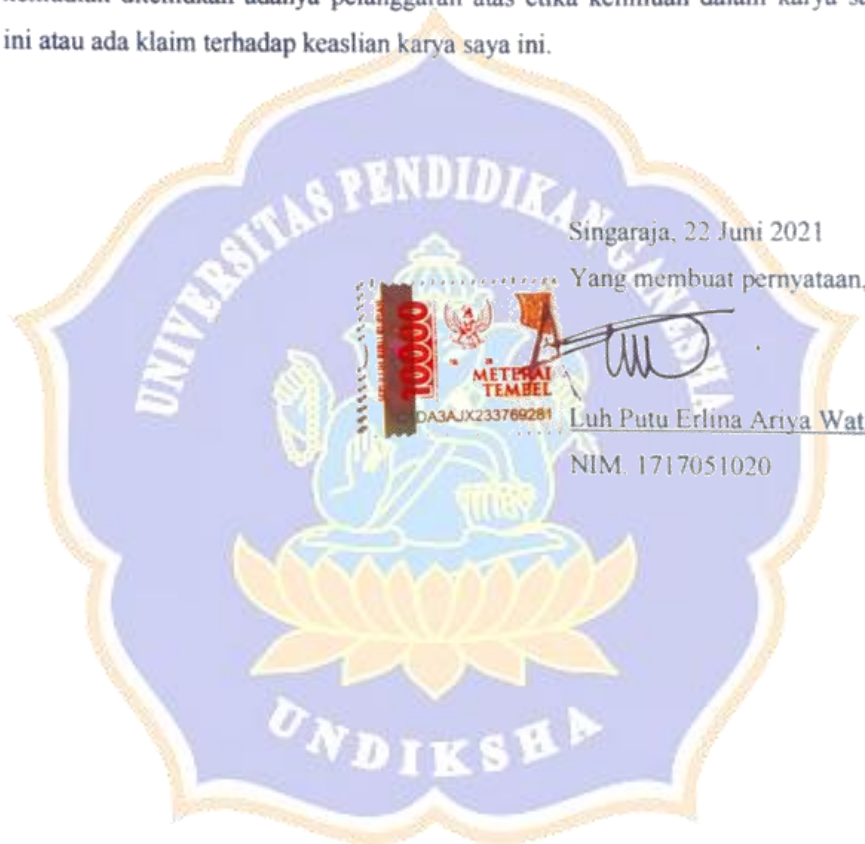 ini atau ada klaim terhadap keaslian karya saya ini.
UNIVERSITAS PENDIDIKAN GANESHA
Singaraja, 22 Juni 2021
Yang membuat pernyataan,
10000
METERAI
TEMPEL
DA3AJX233769281
Luh Putu Erlina Ariya Wat
NIM. 1717051020
UNDIKSHA